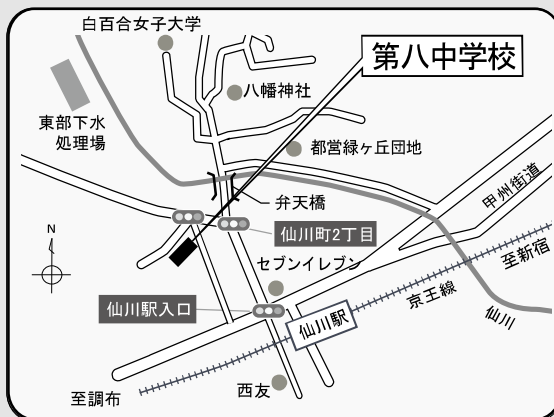 白百合女子大学
第八中学校
八幡神社
東部下水
処理場
都営緑ヶ丘団地
弁天橋
甲州街道
仙川町2丁目
N
セブンイレブン
至新宿
京王線
仙川駅入口
仙川駅
仙川
至調布
西友